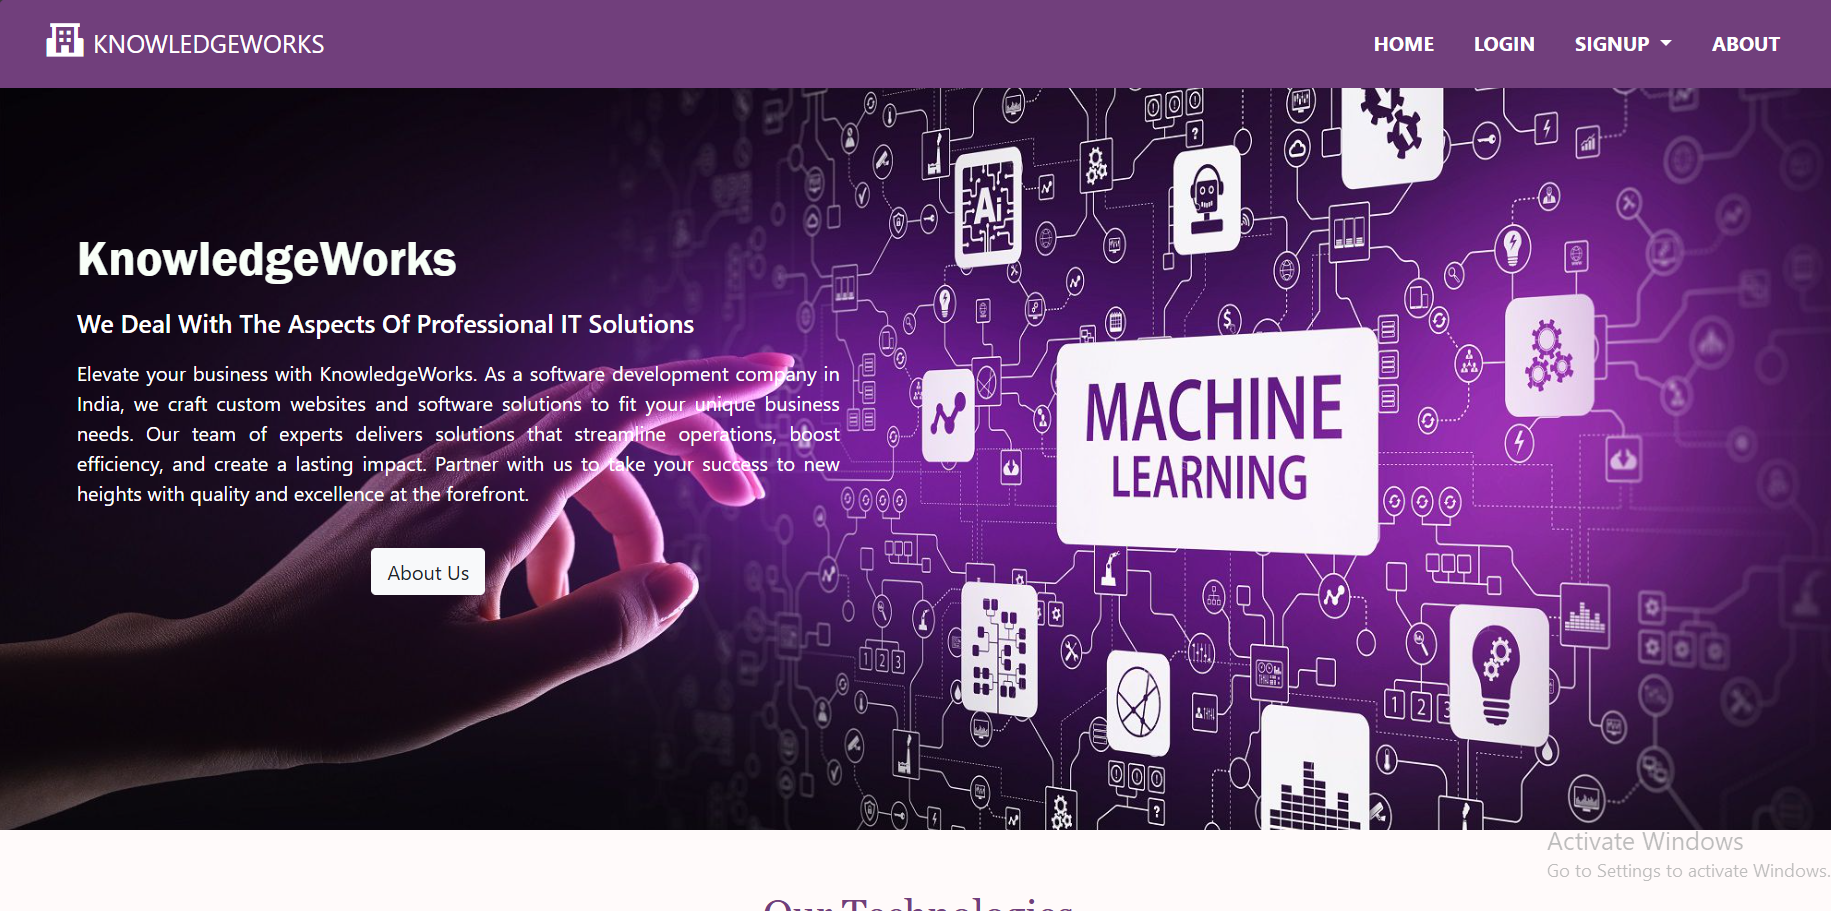 KNOWLEDGEWORKS
HOME LOGIN SIGNUP ABOUT
KnowledgeWorks
We Deal With The Aspects Of Professional IT Solutions
Elevate your business with KnowledgeWorks. As a software development company in
India, we craft custom websites and software solutions to fit your unique business
needs. Our team of experts delivers solutions that streamline operations, boost
efficiency, and create a lasting impact. Partner with us to take your success to new
heights with quality and excellence at the forefront.
About Us
Ai
MACHINE
LEARNING
1 2 3
1 2 3
Activate Windows
Go to Settings to activate Windows.
Our Technologies